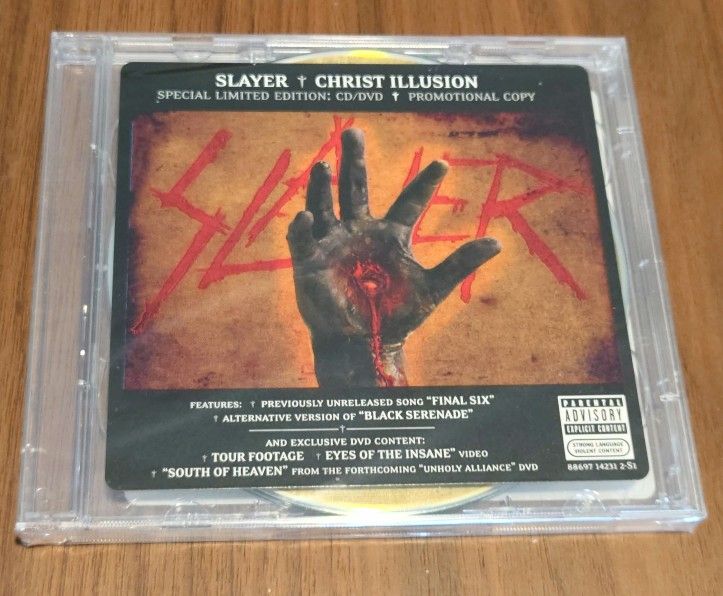 SLAYER † CHRIST ILLUSION
SPECIAL LIMITED EDITION: CD/DVD † PROMOTIONAL COPY
SLAYER
FEATURES: † PREVIOUSLY UNRELEASED SONG “FINAL SIX”
† ALTERNATIVE VERSION OF “BLACK SERENADE”
AND EXCLUSIVE DVD CONTENT:
† TOUR FOOTAGE † EYES OF THE INSANE” VIDEO
† “SOUTH OF HEAVEN” FROM THE FORTHCOMING “UNHOLY ALLIANCE” DVD
PARENTAL
ADVISORY
EXPLICIT CONTENT
STRONG LANGUAGE
VIOLENT CONTENT
88697 14231 2-S1